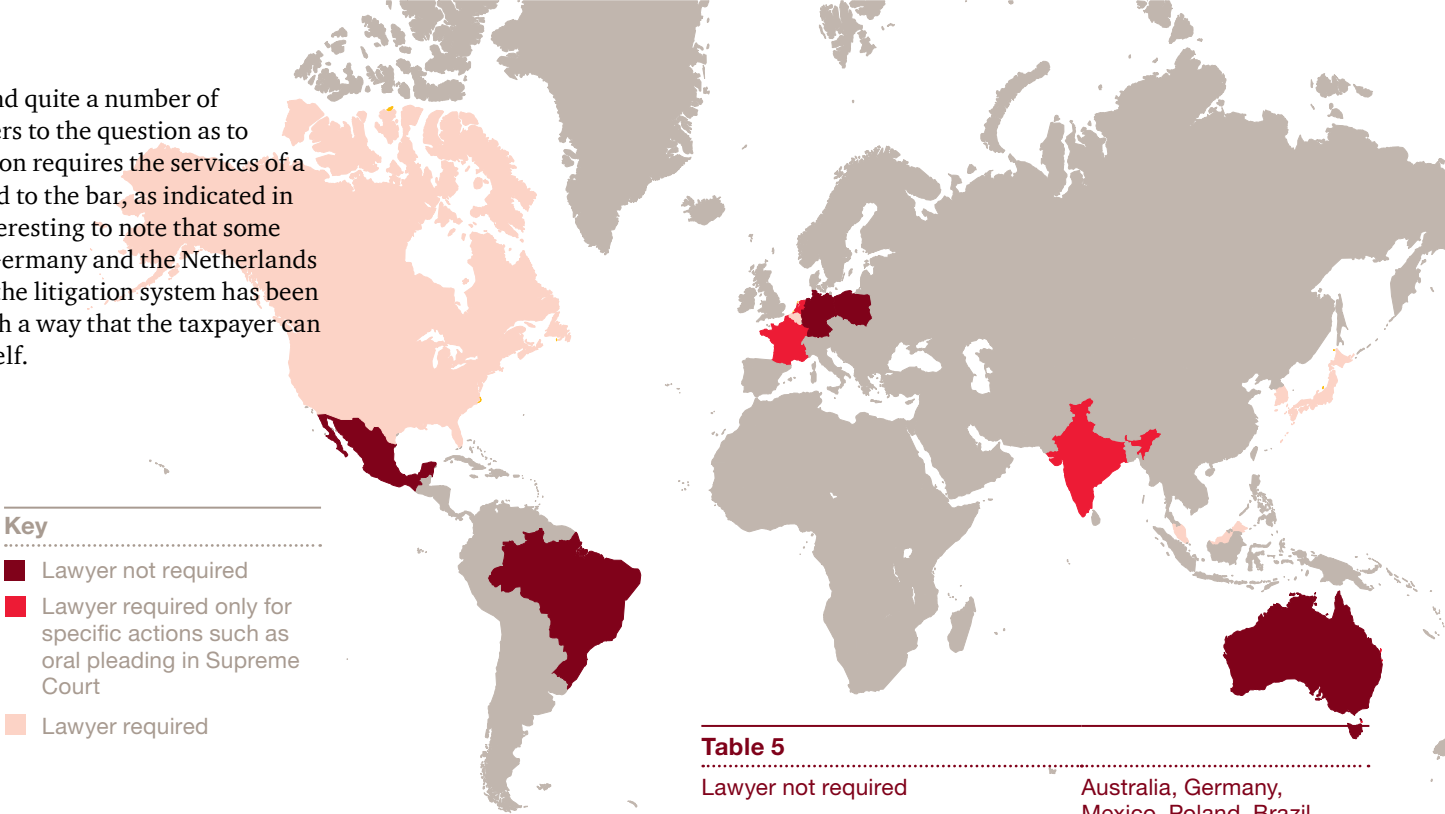 nd quite a number of
ers to the question as to
on requires the services of a
d to the bar, as indicated in
eresting to note that some
ermany and the Netherlands
he litigation system has been
h a way that the taxpayer can
elf.
Key
Lawyer not required
Lawyer required only for
specific actions such as
oral pleading in Supreme
Court
Lawyer required
Table 5
Lawyer not required
Australia, Germany,
Mexico, Poland, Brazil